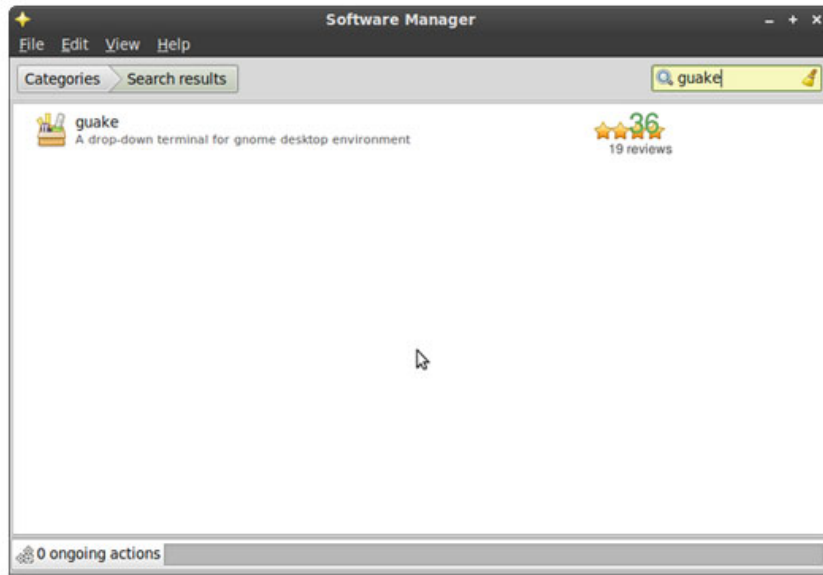 Software Manager
File Edit View Help
Categories Search results guake
guake 36
A drop-down terminal for gnome desktop environment
19 reviews
0 ongoing actions